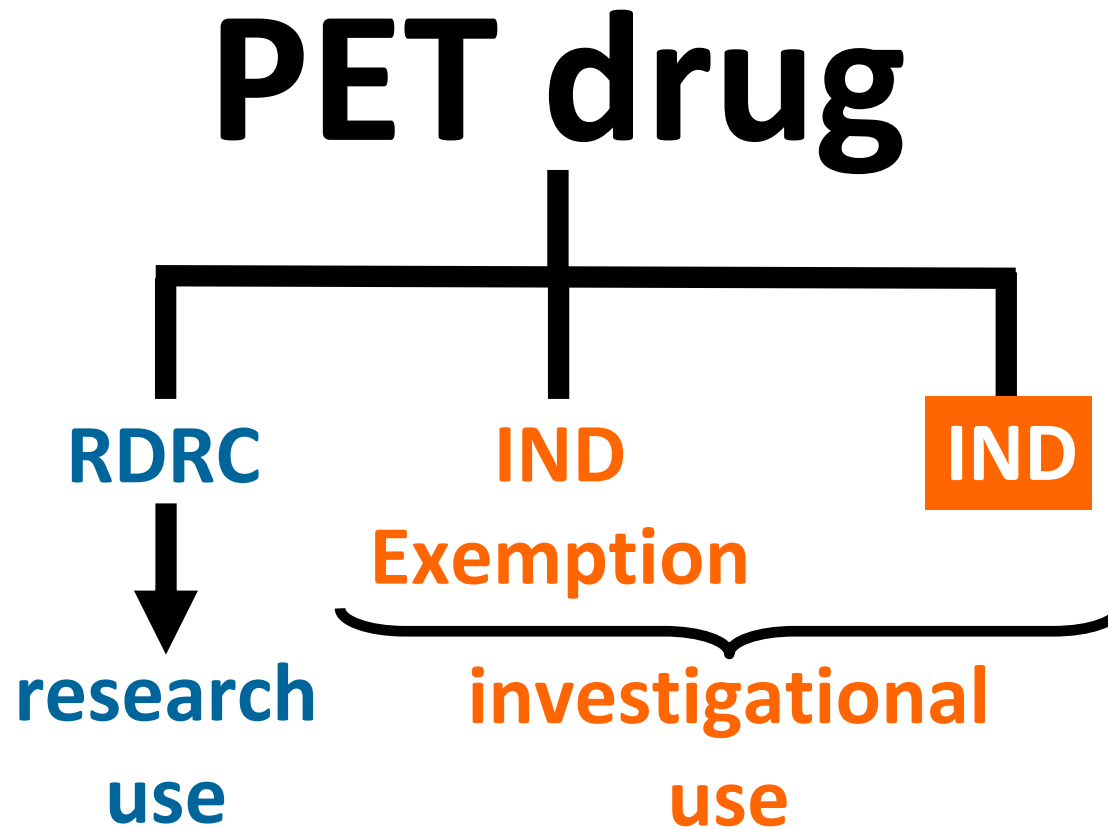 PET drug
RDRC
IND
Exemption
IND
research
use
investigational
use